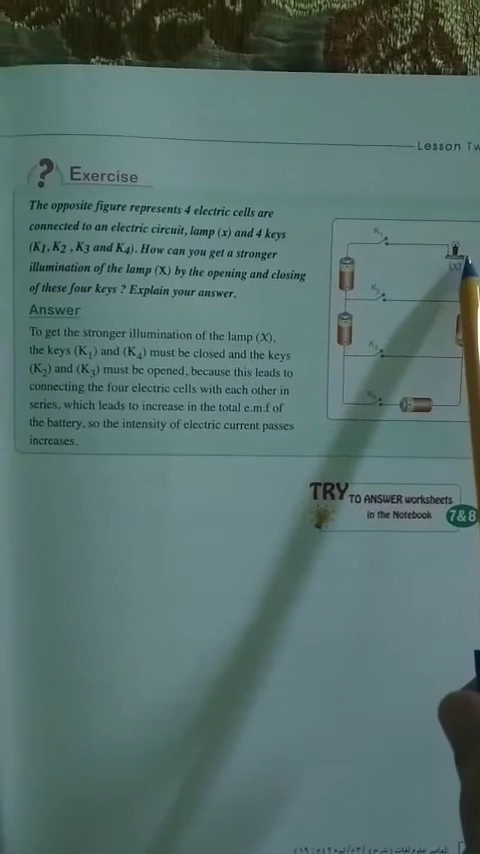 Lesson Tw
? Exercise
The opposite figure represents 4 electric cells are
connected to an electric circuit, lamp (x) and 4 keys
(K1, K2 , K3 and K4). How can you get a stronger
illumination of the lamp (X) by the opening and closing
of these four keys ? Explain your answer.
Answer
To get the stronger illumination of the lamp (X),
the keys (K1) and (K4) must be closed and the keys
(K2) and (K3) must be opened, because this leads to
connecting the four electric cells with each other in
series, which leads to increase in the total e.m.f of
the battery, so the intensity of electric current passes
increases.
K1
(X)
K2
K3
K4
TRY TO ANSWER worksheets
in the Notebook 7&8